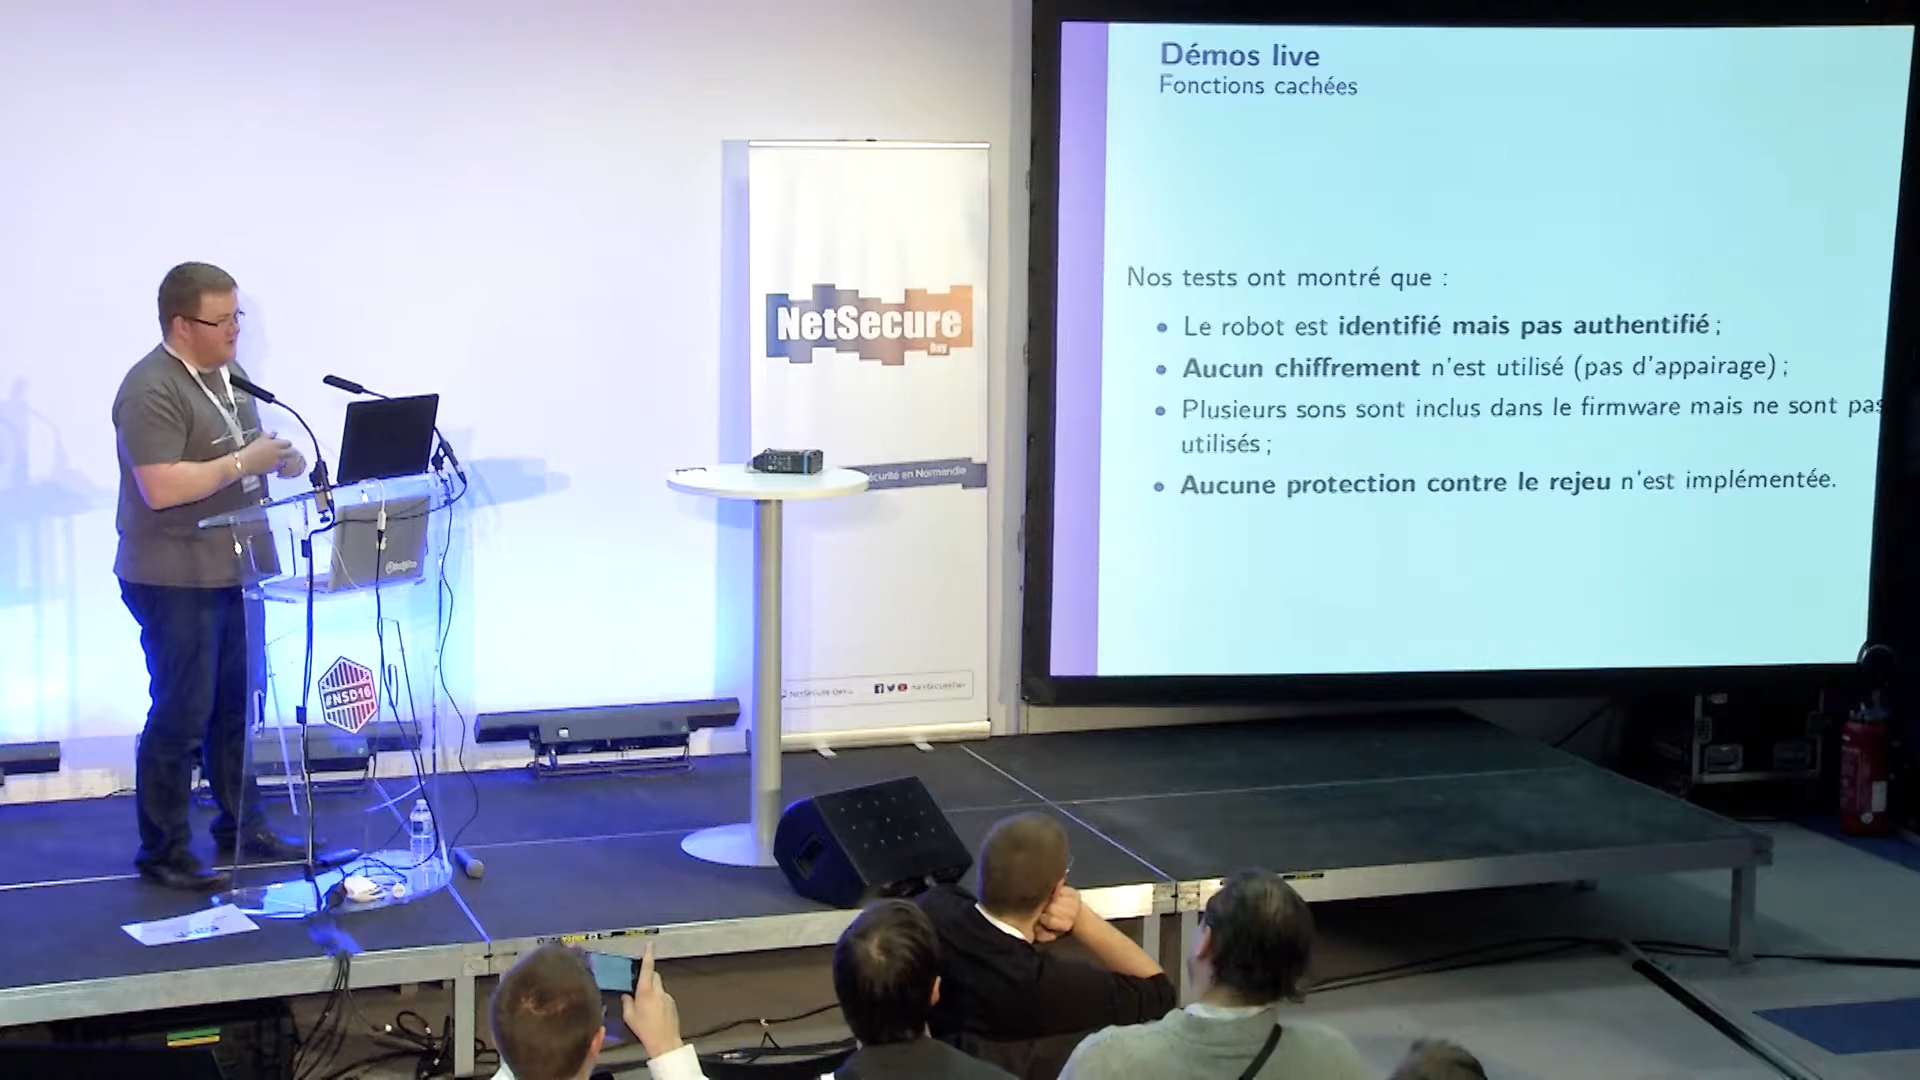 Démos live
Fonctions cachées
Nos tests ont montré que :
• Le robot est identifié mais pas authentifié ;
• Aucun chiffrement n'est utilisé (pas d'appairage) ;
• Plusieurs sons sont inclus dans le firmware mais ne sont pas
utilisés ;
• Aucune protection contre le rejeu n'est implémentée.
NetSecure
Day
écurité en Normandie
#NSD16